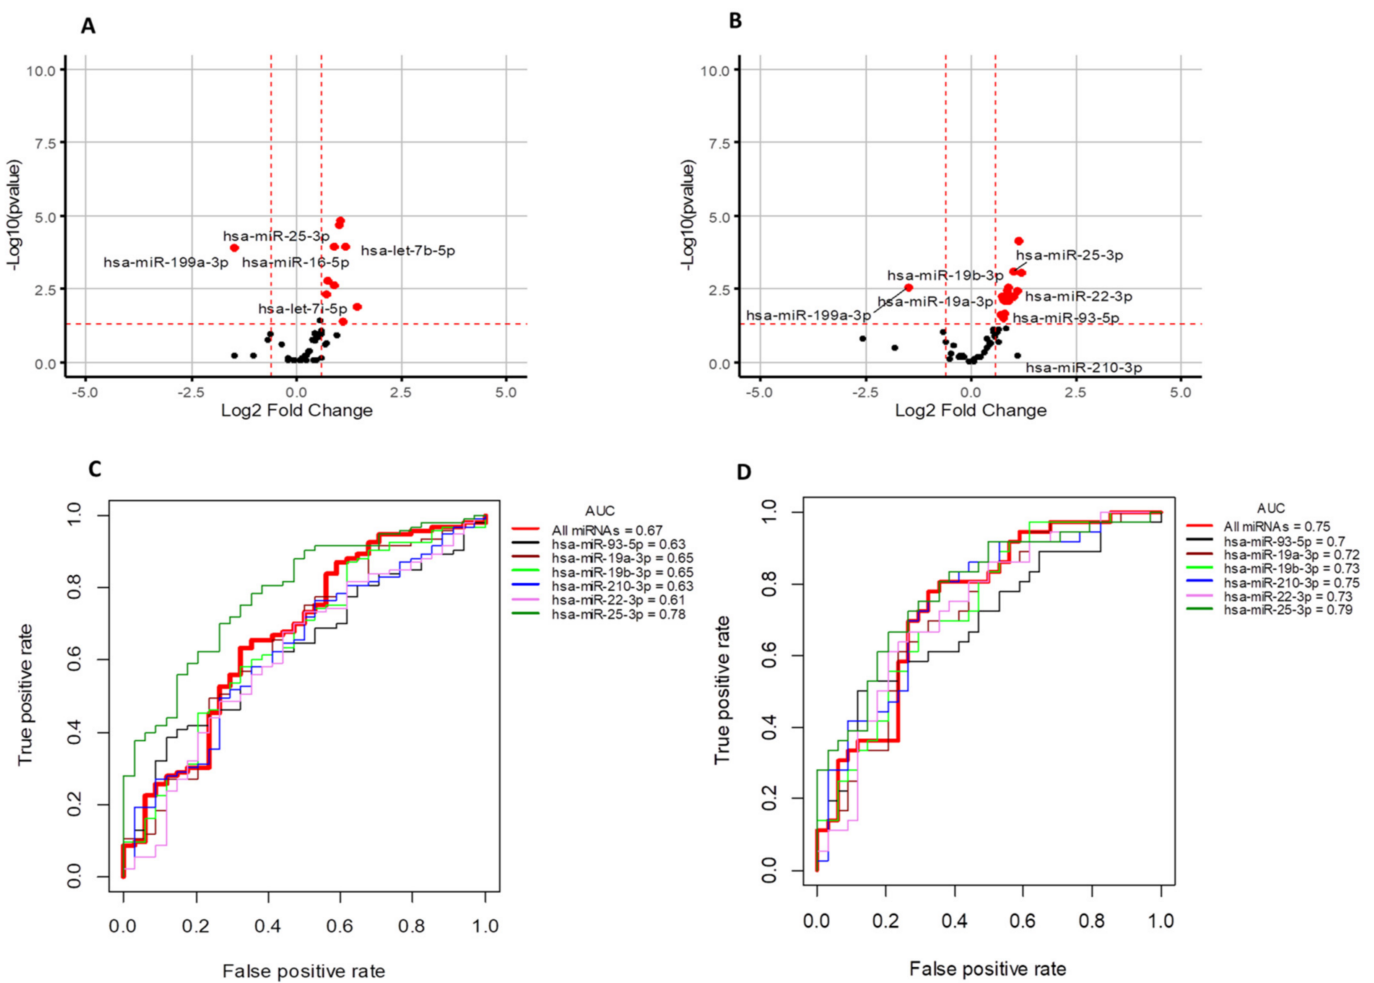 A
10.0
7.5
5.0
2.5
0.0
-Log10(pvalue)
hsa-miR-25-3p
hsa-let-7b-5p
hsa-miR-199a-3p
hsa-miR-16-5p
hsa-let-7i-5p
-5.0
-2.5
0.0
2.5
5.0
Log2 Fold Change
B
10.0
7.5
5.0
2.5
0.0
-Log10(pvalue)
hsa-miR-25-3p
hsa-miR-19b-3p
hsa-miR-22-3p
hsa-miR-19a-3p
hsa-miR-199a-3p
hsa-miR-93-5p
hsa-miR-210-3p
-5.0
-2.5
0.0
2.5
5.0
Log2 Fold Change
C
1.0
0.8
0.6
0.4
0.2
0.0
True positive rate
0.0
0.2
0.4
0.6
0.8
1.0
False positive rate
AUC
All miRNAs = 0.67
hsa-miR-93-5p = 0.63
hsa-miR-19a-3p = 0.65
hsa-miR-19b-3p = 0.65
hsa-miR-210-3p = 0.63
hsa-miR-22-3p = 0.61
hsa-miR-25-3p = 0.78
D
1.0
0.8
0.6
0.4
0.2
0.0
True positive rate
0.0
0.2
0.4
0.6
0.8
1.0
False positive rate
AUC
All miRNAs = 0.75
hsa-miR-93-5p = 0.7
hsa-miR-19a-3p = 0.72
hsa-miR-19b-3p = 0.73
hsa-miR-210-3p = 0.75
hsa-miR-22-3p = 0.73
hsa-miR-25-3p = 0.79